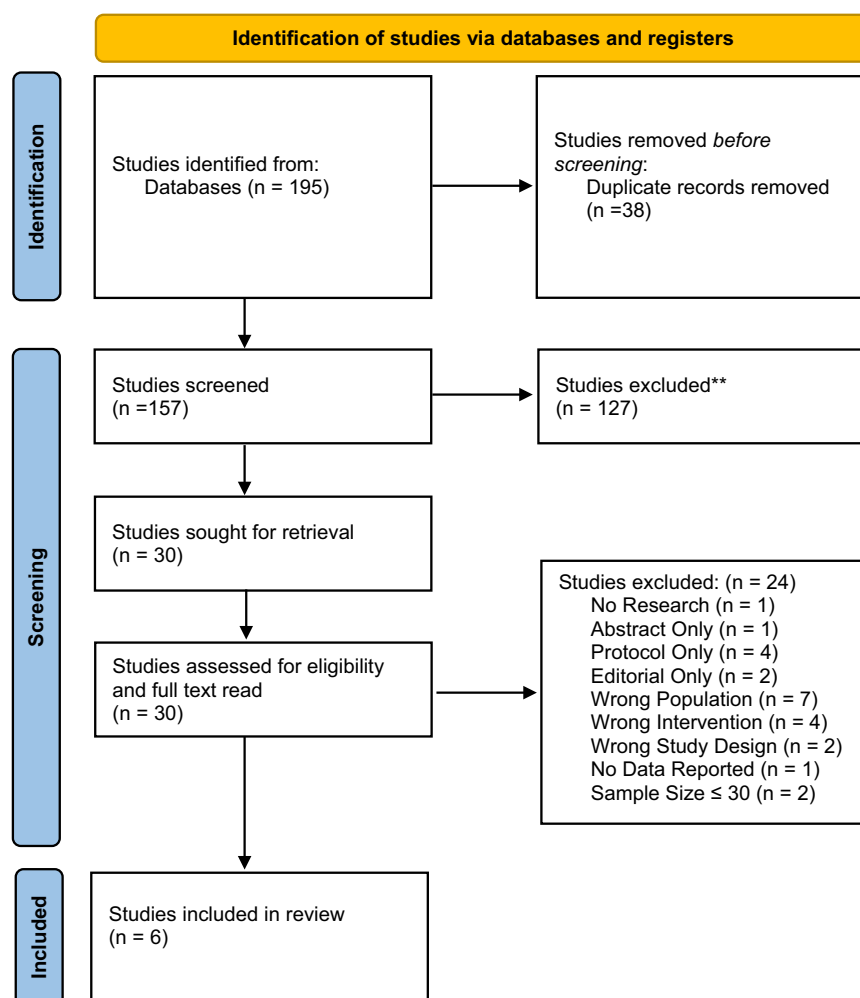 Identification of studies via databases and registers
Identification
Studies identified from:
Databases (n = 195)
Studies removed before
screening:
Duplicate records removed
(n =38)
Screening
Studies screened
(n =157)
Studies excluded**
(n = 127)
Studies sought for retrieval
(n = 30)
Studies assessed for eligibility
and full text read
(n = 30)
Studies excluded: (n = 24)
No Research (n = 1)
Abstract Only (n = 1)
Protocol Only (n = 4)
Editorial Only (n = 2)
Wrong Population (n = 7)
Wrong Intervention (n = 4)
Wrong Study Design (n = 2)
No Data Reported (n = 1)
Sample Size ≤ 30 (n = 2)
Included
Studies included in review
(n = 6)